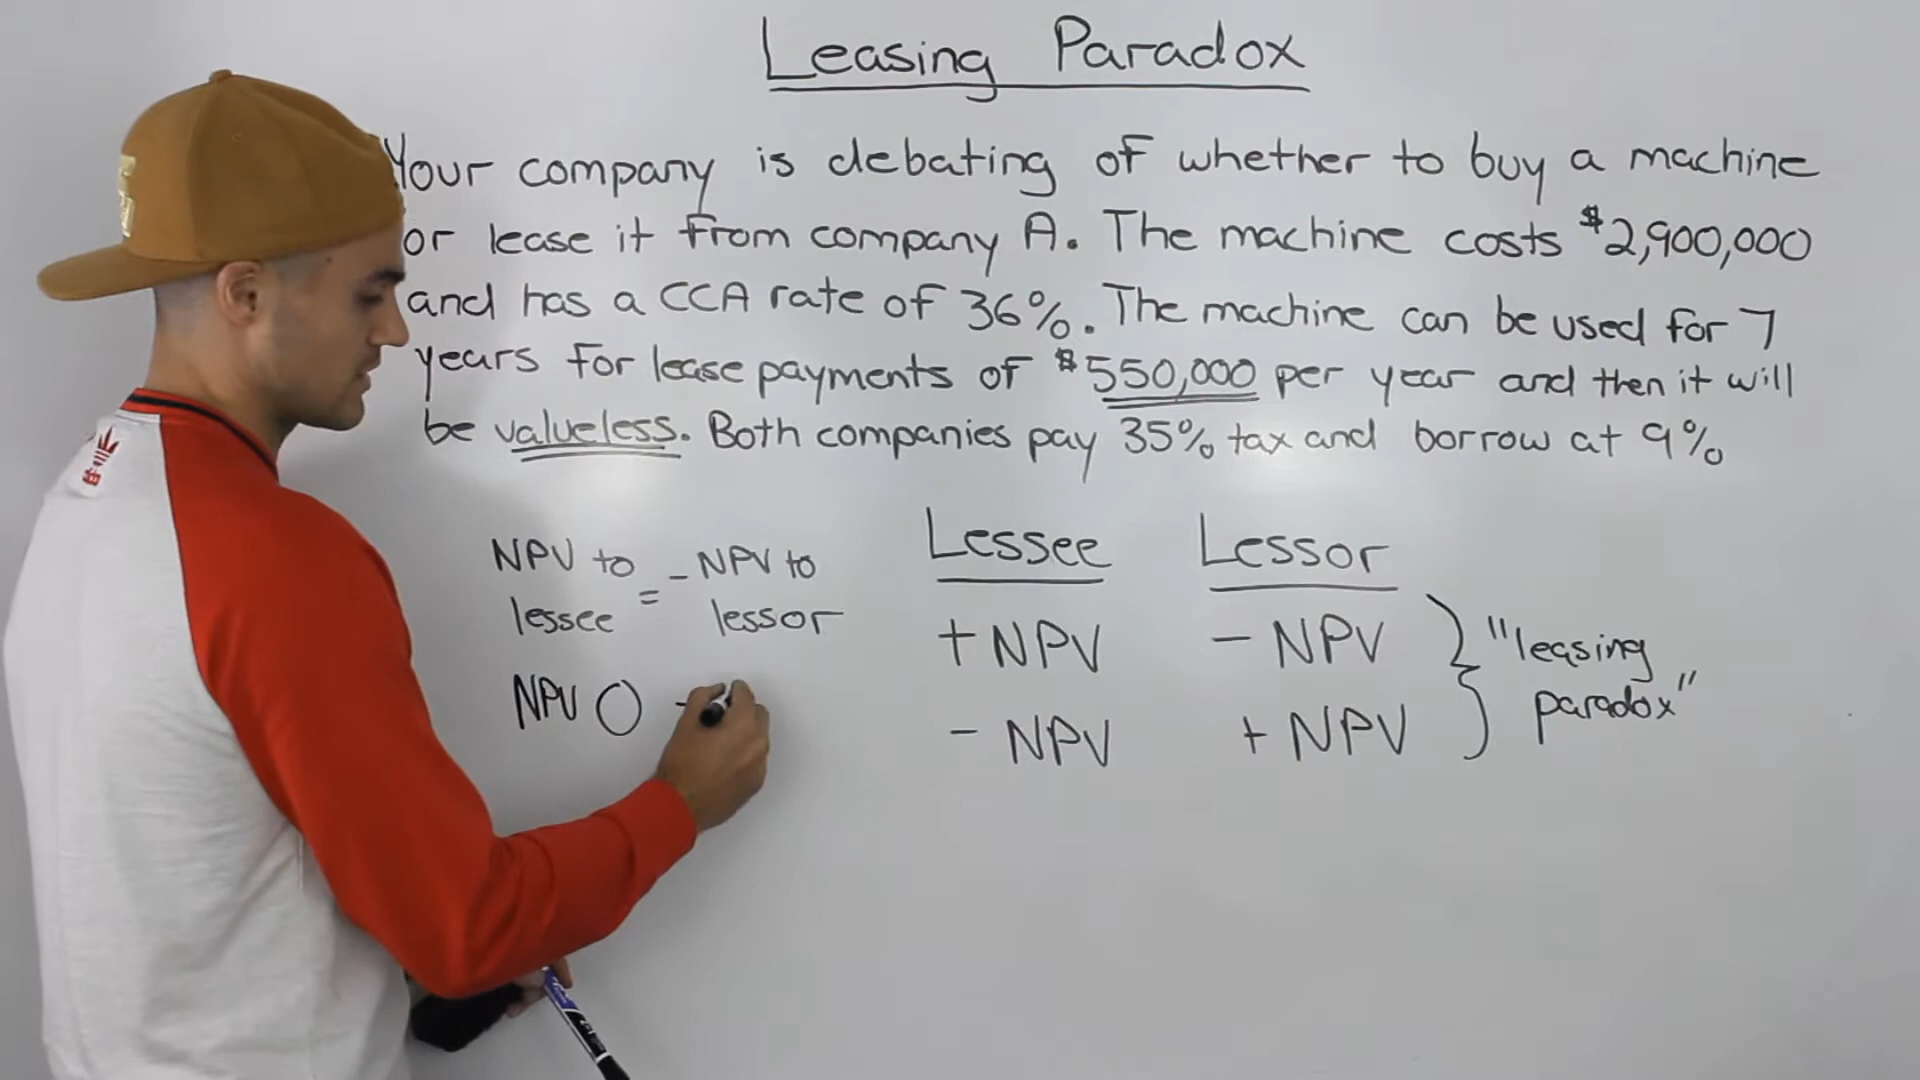 Leasing Paradox
Your company is debating of whether to buy a machine
or lease it from company A. The machine costs $2,900,000
and has a CCA rate of 36%. The machine can be used for 7
years for lease payments of $550,000 per year and then it will
be valueless. Both companies pay 35% tax and borrow at 9%
NPV to = - NPV to
lessee lessor
NPV
Lessee Lessor
+ NPV - NPV
- NPV + NPV
"leasing
paradox"